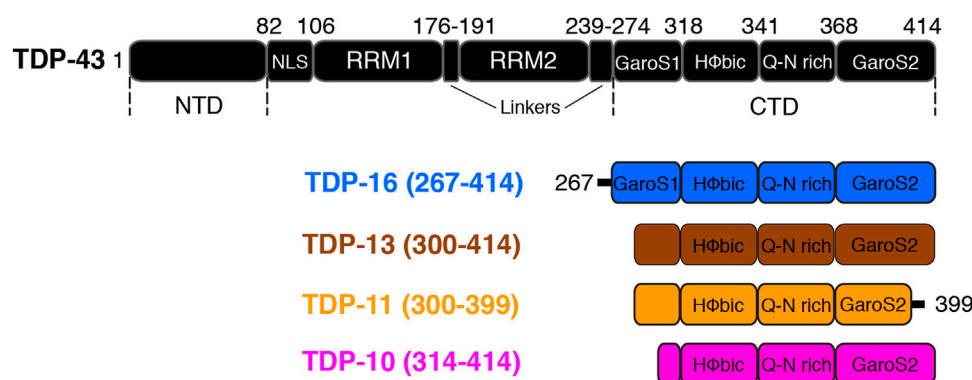 82 106 176-191 239-274 318 341 368 414
TDP-43 1 NLS RRM1 RRM2 GaroS1 HΦbic Q-N rich GaroS2
NTD Linkers CTD
TDP-16 (267-414) 267 GaroS1 HΦbic Q-N rich GaroS2
TDP-13 (300-414) HΦbic Q-N rich GaroS2
TDP-11 (300-399) HΦbic Q-N rich GaroS2 399
TDP-10 (314-414) HΦbic Q-N rich GaroS2